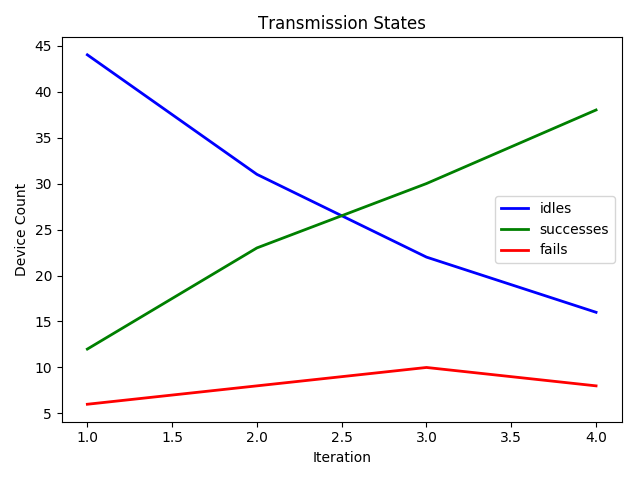 Transmission States
45
40
35
30
25
20
15
10
5
Device Count
idles
successes
fails
1.0 1.5 2.0 2.5 3.0 3.5 4.0
Iteration